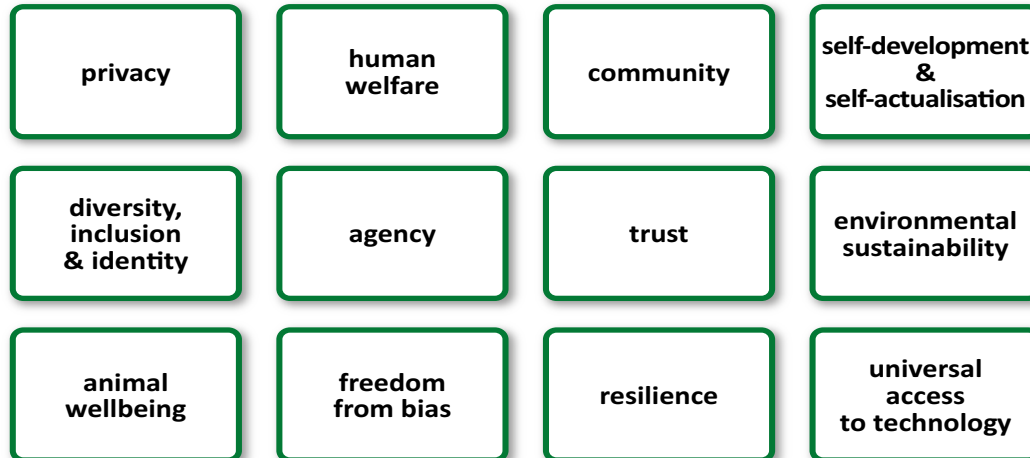 privacy
human
welfare
community
self-development
&
self-actualisation
diversity,
inclusion
& identity
agency
trust
environmental
sustainability
animal
wellbeing
freedom
from bias
resilience
universal
access
to technology